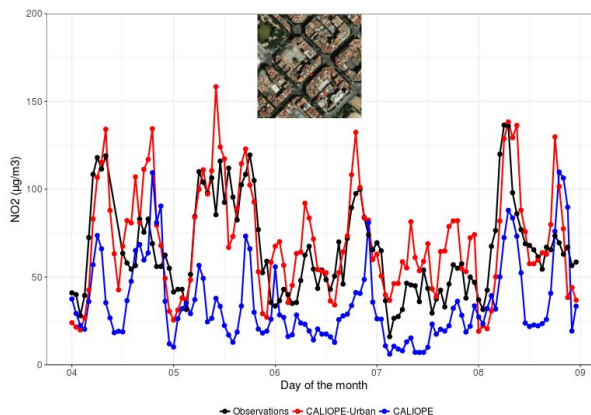 200
150
100
50
0
NO2 (μg/m3)
04 05 06 07 08 09
Day of the month
Observations CALIOPE-Urban CALIOPE